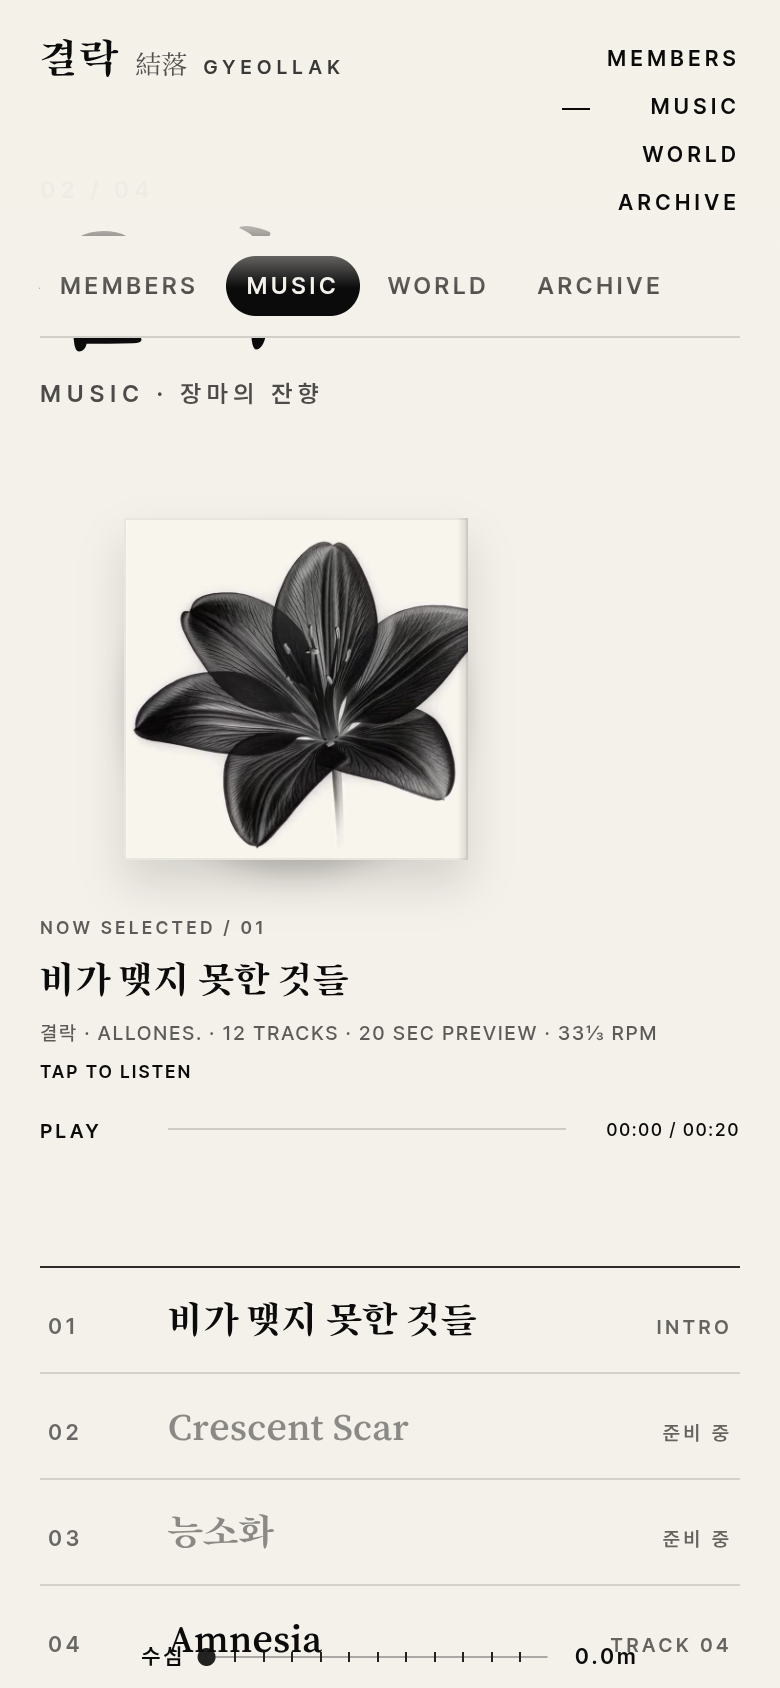 결락 結落 GYEOLLAK
MEMBERS
MUSIC
WORLD
ARCHIVE
02 / 04
MEMBERS MUSIC WORLD ARCHIVE
MUSIC · 장마의 잔향
NOW SELECTED / 01
비가 맺지 못한 것들
결락 · ALLONES. · 12 TRACKS · 20 SEC PREVIEW · 33⅓ RPM
TAP TO LISTEN
PLAY 00:00 / 00:20
01 비가 맺지 못한 것들 INTRO
02 Crescent Scar 준비 중
03 능소화 준비 중
04 Amnesia TRACK 04
수심 0.0m